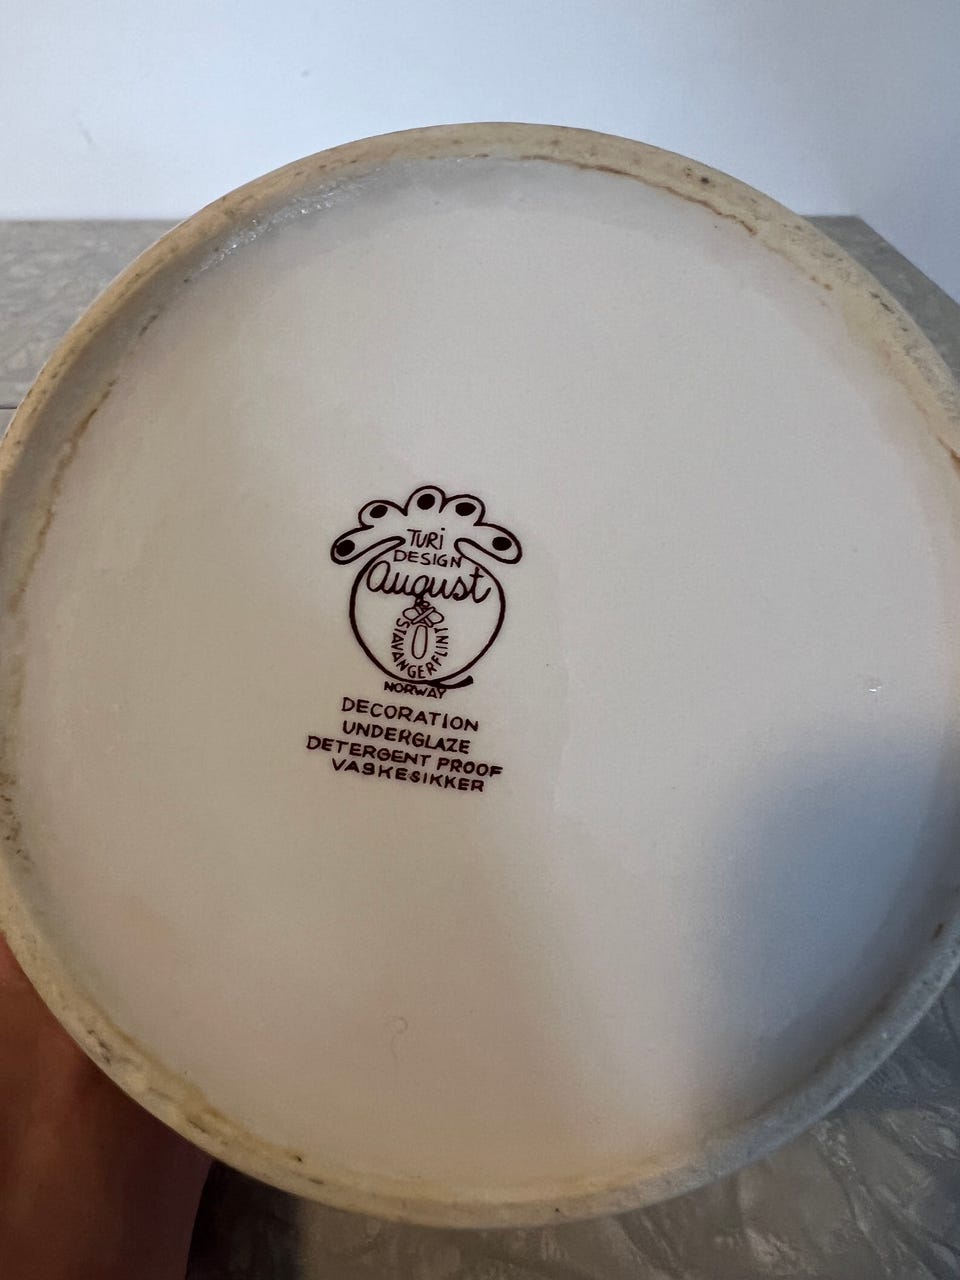 TURi
DESIGN
August
STAVANGERFLINT
NORWAY
DECORATION
UNDERGLAZE
DETERGENT PROOF
VASKESIKKER